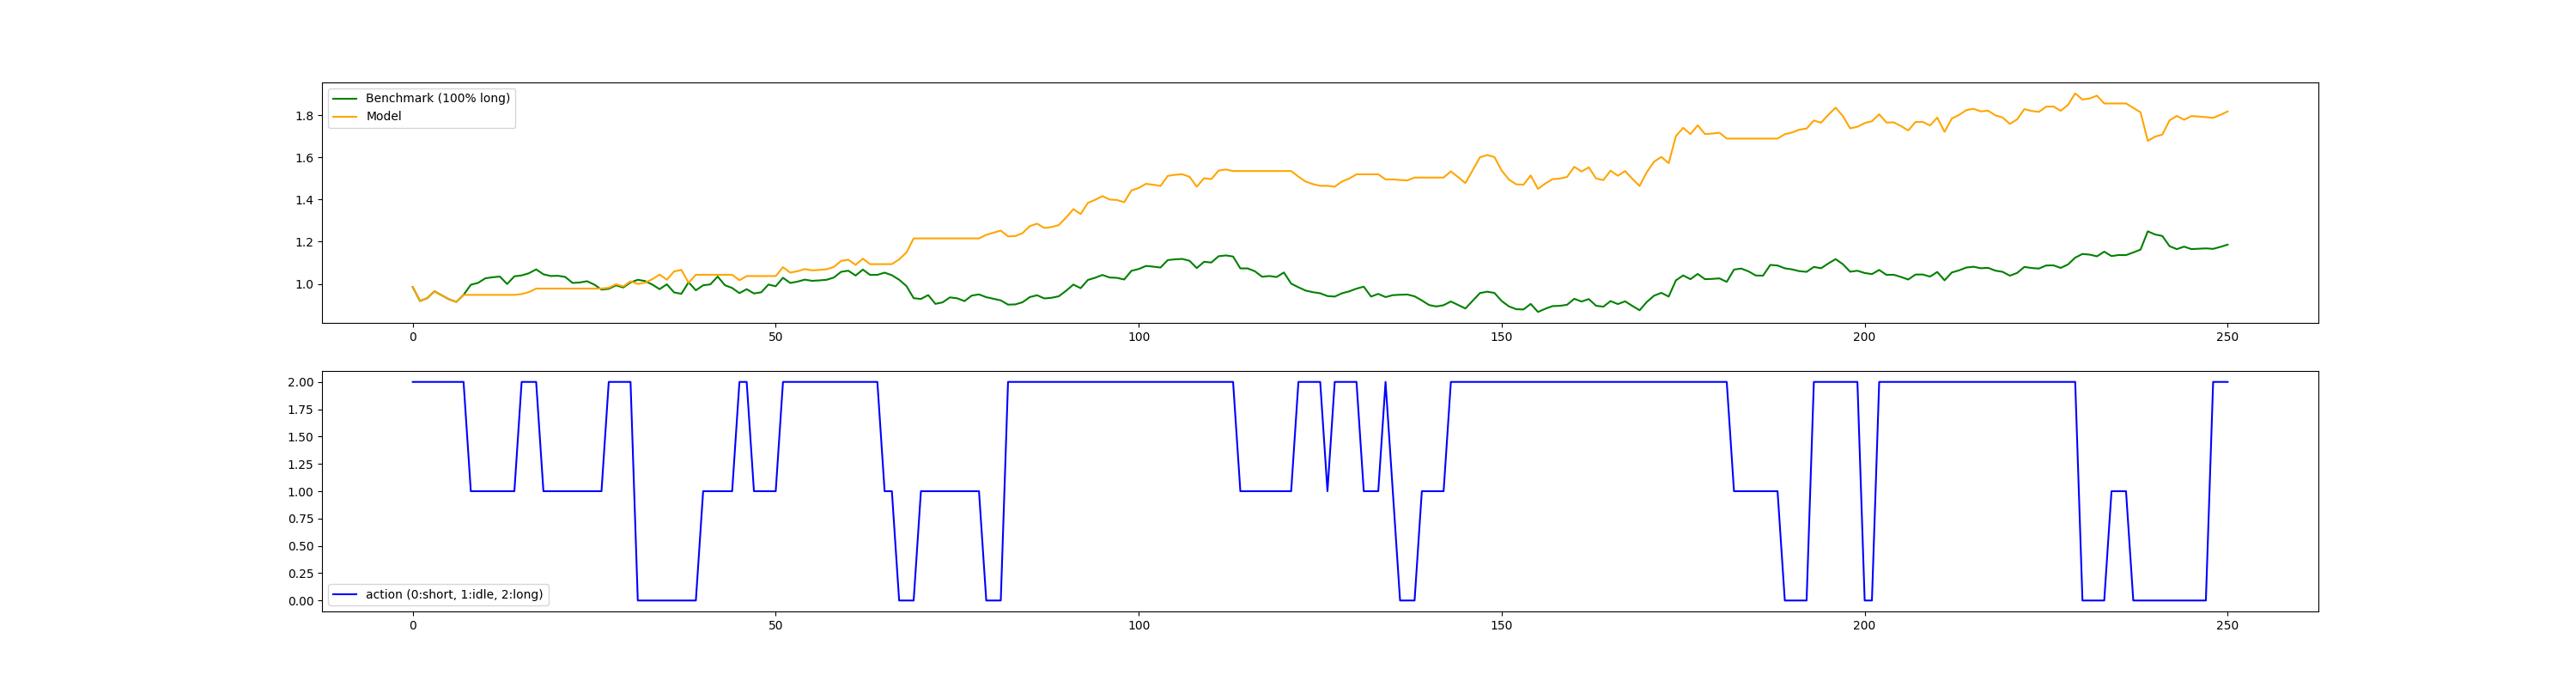 Benchmark (100% long)
Model
1.8
1.6
1.4
1.2
1.0
0 50 100 150 200 250
2.00
1.75
1.50
1.25
1.00
0.75
0.50
0.25
0.00
action (0:short, 1:idle, 2:long)
0 50 100 150 200 250